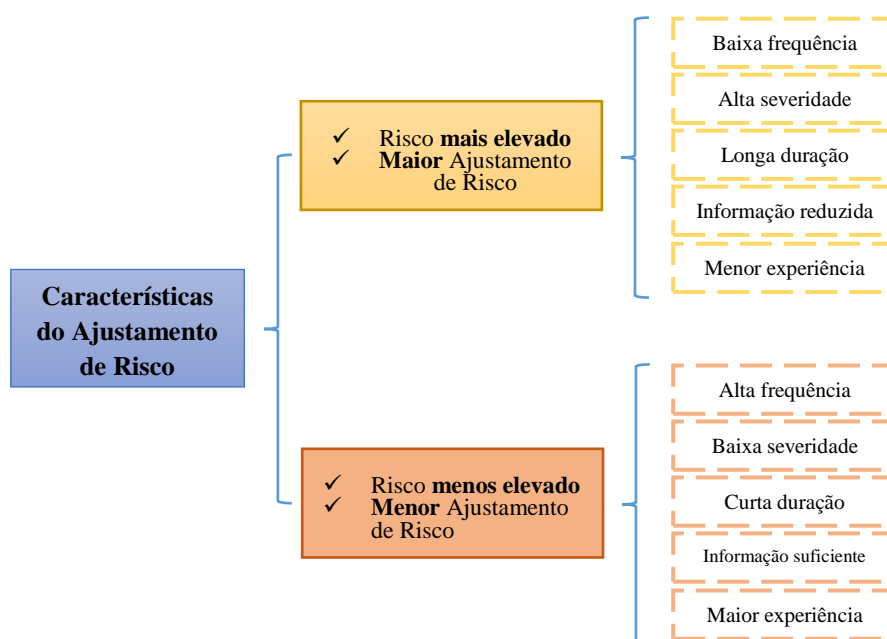 Características
do Ajustamento
de Risco
✓ Risco mais elevado
✓ Maior Ajustamento
de Risco
Baixa frequência
Alta severidade
Longa duração
Informação reduzida
Menor experiência
✓ Risco menos elevado
✓ Menor Ajustamento
de Risco
Alta frequência
Baixa severidade
Curta duração
Informação suficiente
Maior experiência